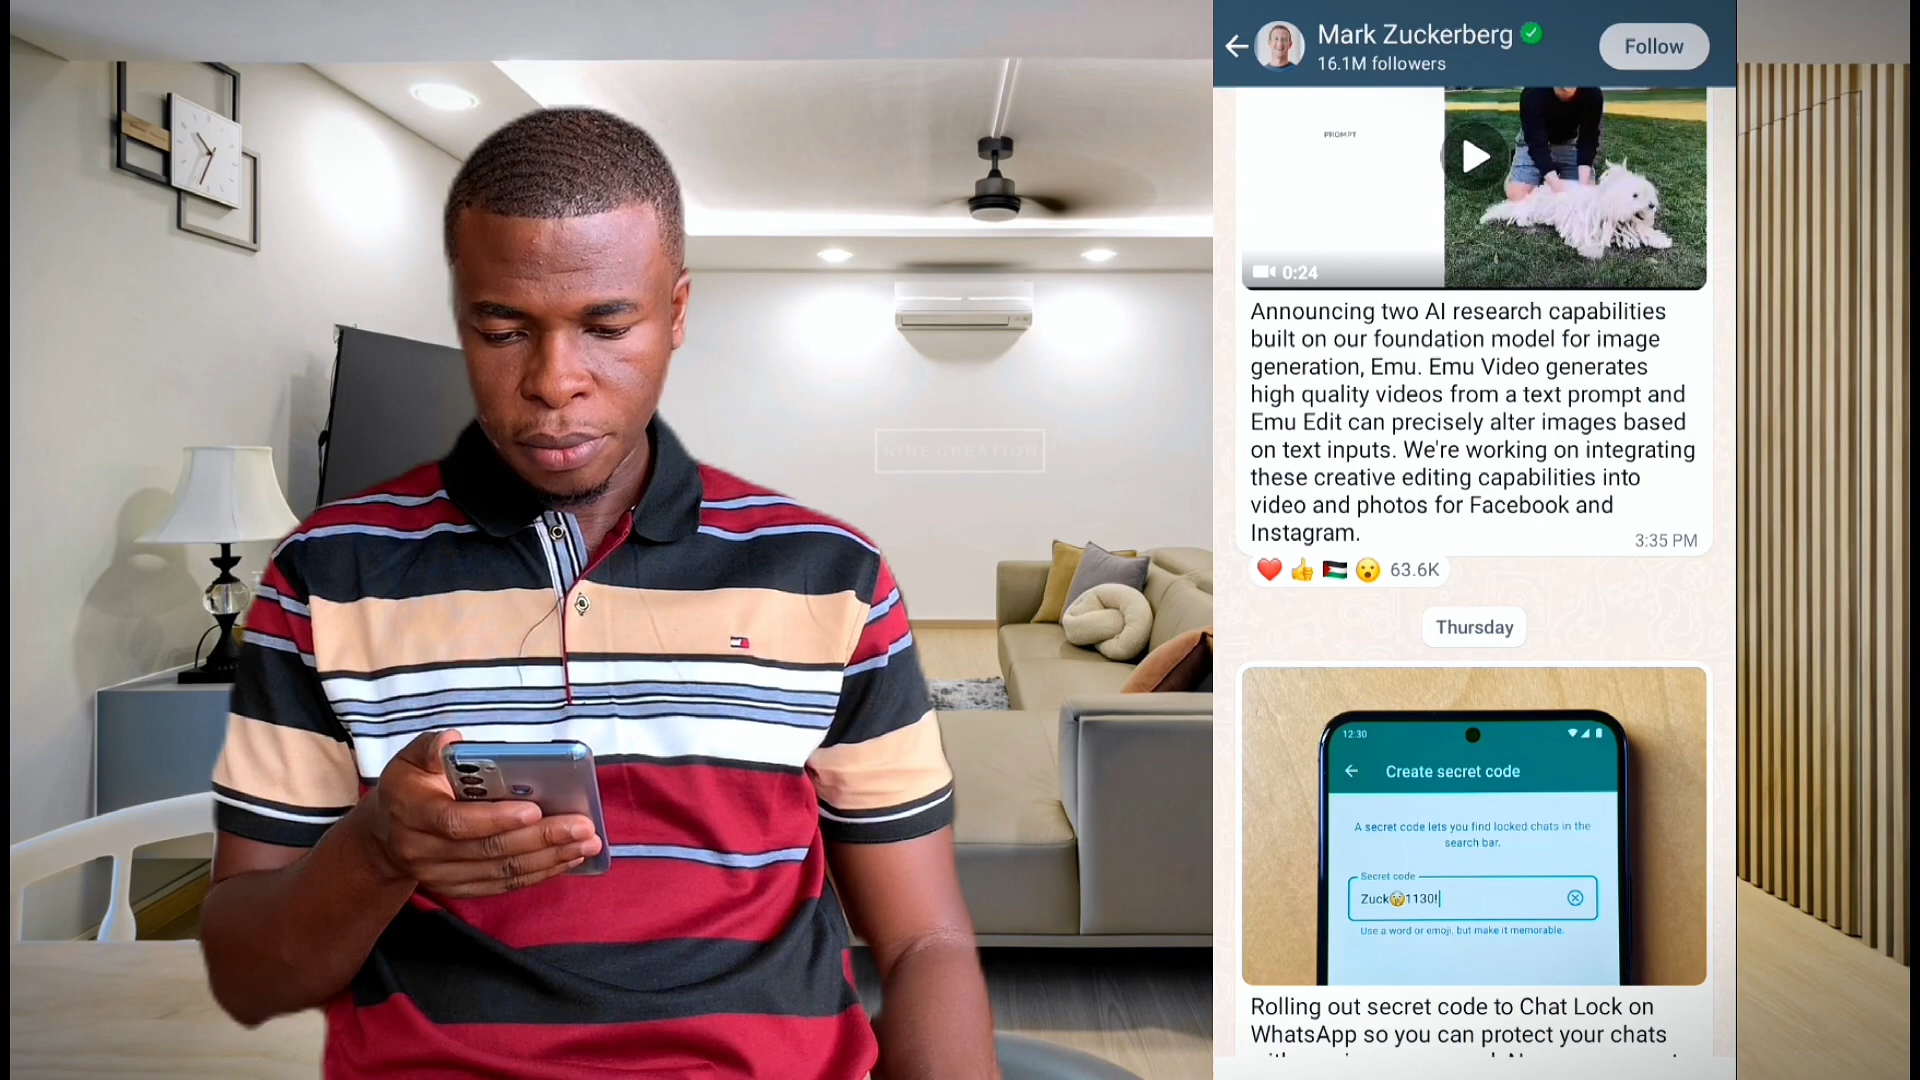 Mark Zuckerberg
16.1M followers
Follow
PROMPT
0:24
Announcing two AI research capabilities
built on our foundation model for image
generation, Emu. Emu Video generates
high quality videos from a text prompt and
Emu Edit can precisely alter images based
on text inputs. We're working on integrating
these creative editing capabilities into
video and photos for Facebook and
Instagram.
3:35 PM
❤️👍🇵🇸😮 63.6K
Thursday
12:30
Create secret code
A secret code lets you find locked chats in the
search bar.
Secret code
Zuck🤫1130!
Use a word or emoji, but make it memorable.
Rolling out secret code to Chat Lock on
WhatsApp so you can protect your chats
NINE CREATION